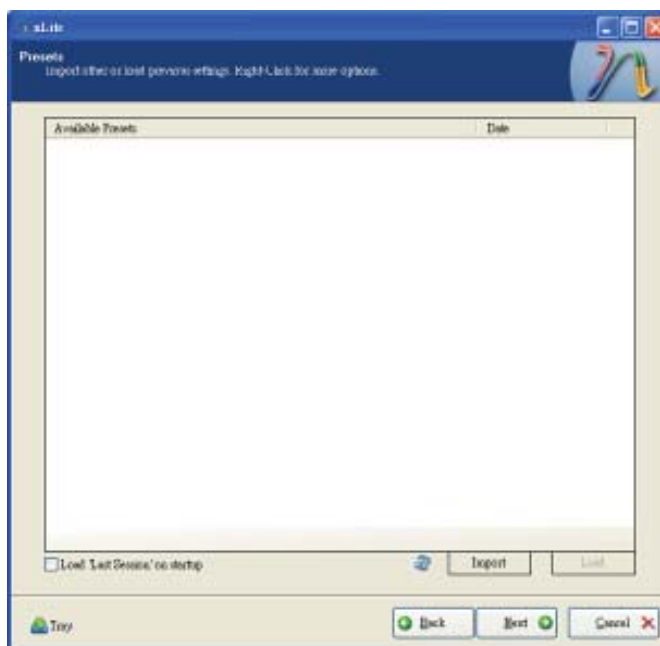 nLite
Presets
Import other or load previous settings. Right-Click for more options.
Available Presets Date
Load 'Last Session' on startup Import Load
Tray Back Next Cancel